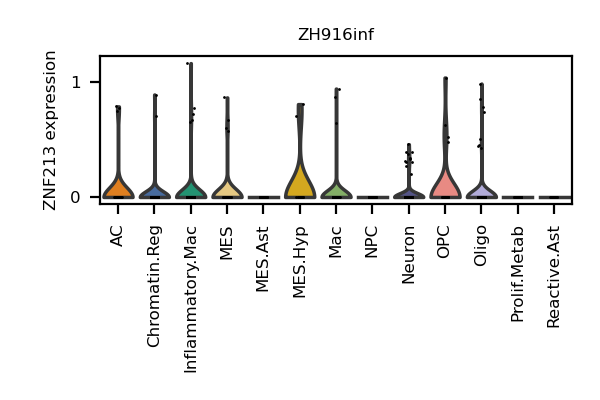 ZH916inf
ZNF213 expression
1
0
AC
Chromatin.Reg
Inflammatory.Mac
MES
MES.Ast
MES.Hyp
Mac
NPC
Neuron
OPC
Oligo
Prolif.Metab
Reactive.Ast